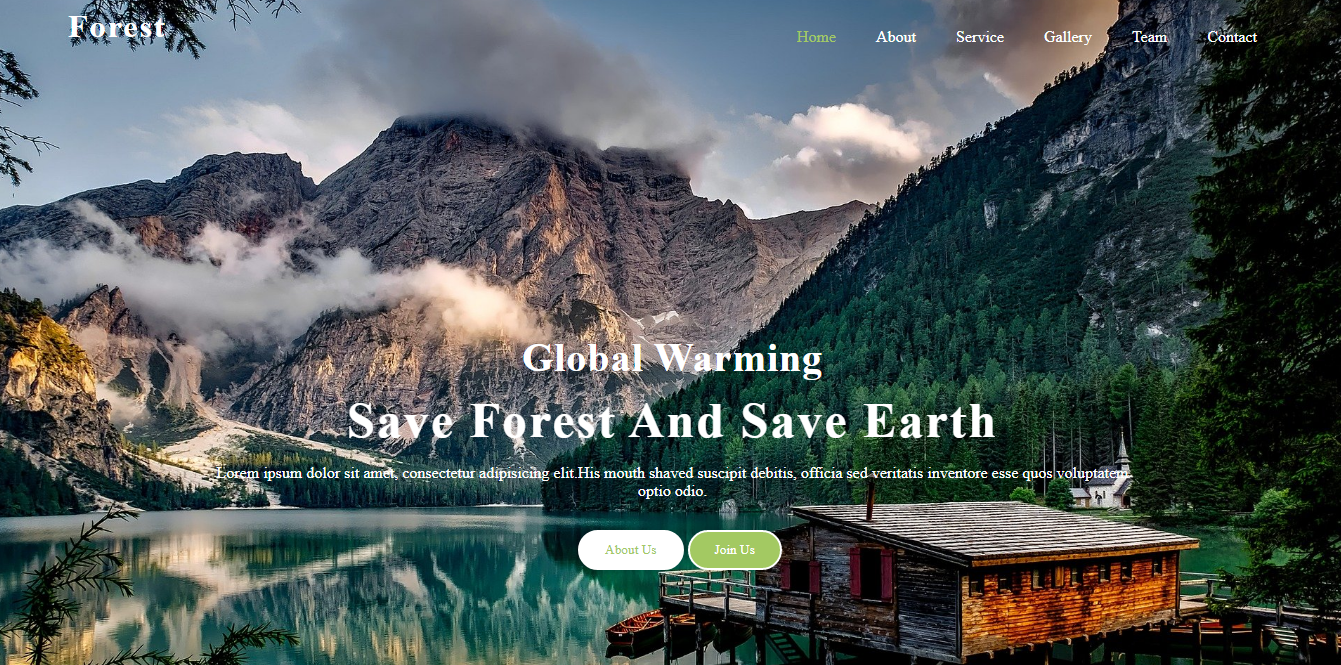 Forest
Home About Service Gallery Team Contact
Global Warming
Save Forest And Save Earth
Lorem ipsum dolor sit amet, consectetur adipisicing elit.His mouth shaved suscipit debitis, officia sed veritatis inventore esse quos voluptatem
optio odio.
About Us Join Us